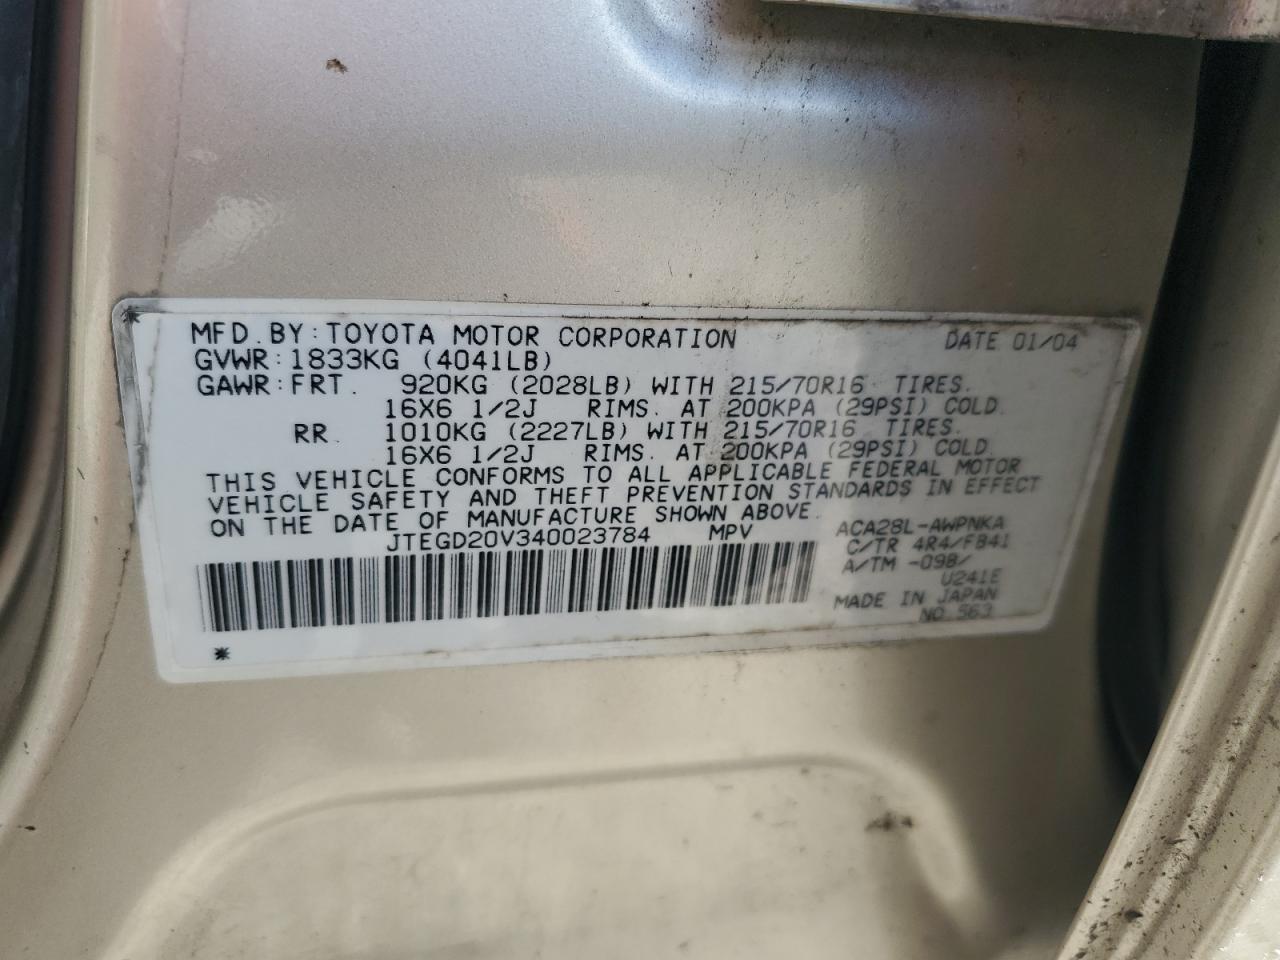 MFD. BY: TOYOTA MOTOR CORPORATION DATE 01/04
GVWR: 1833KG (4041LB)
GAWR: FRT. 920KG (2028LB) WITH 215/70R16 TIRES.
16X6 1/2J RIMS. AT 200KPA (29PSI) COLD.
RR. 1010KG (2227LB) WITH 215/70R16 TIRES.
16X6 1/2J RIMS. AT 200KPA (29PSI) COLD.
THIS VEHICLE CONFORMS TO ALL APPLICABLE FEDERAL MOTOR
VEHICLE SAFETY AND THEFT PREVENTION STANDARDS IN EFFECT
ON THE DATE OF MANUFACTURE SHOWN ABOVE.
JTEGD20V340023784 MPV
ACA28L-AWPNKA
C/TR 4R4/FB41
A/TM -09B/
U241E
MADE IN JAPAN
NO. 563